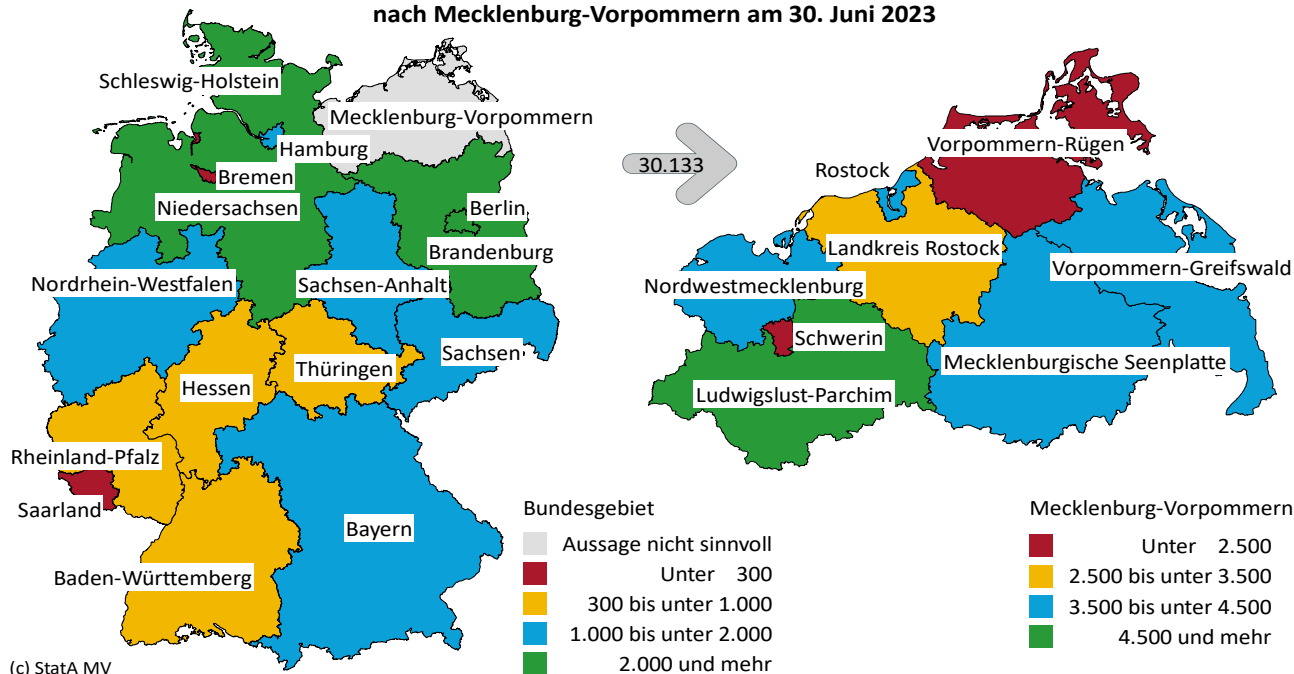 nach Mecklenburg-Vorpommern am 30. Juni 2023
Schleswig-Holstein
Mecklenburg-Vorpommern
Hamburg
Bremen
Niedersachsen
Berlin
Brandenburg
Nordrhein-Westfalen
Sachsen-Anhalt
Sachsen
Thüringen
Hessen
Rheinland-Pfalz
Saarland
Bayern
Baden-Württemberg
30.133
Vorpommern-Rügen
Rostock
Landkreis Rostock
Vorpommern-Greifswald
Nordwestmecklenburg
Schwerin
Mecklenburgische Seenplatte
Ludwigslust-Parchim
Bundesgebiet
Aussage nicht sinnvoll
Unter 300
300 bis unter 1.000
1.000 bis unter 2.000
2.000 und mehr
Mecklenburg-Vorpommern
Unter 2.500
2.500 bis unter 3.500
3.500 bis unter 4.500
4.500 und mehr
(c) StatA MV